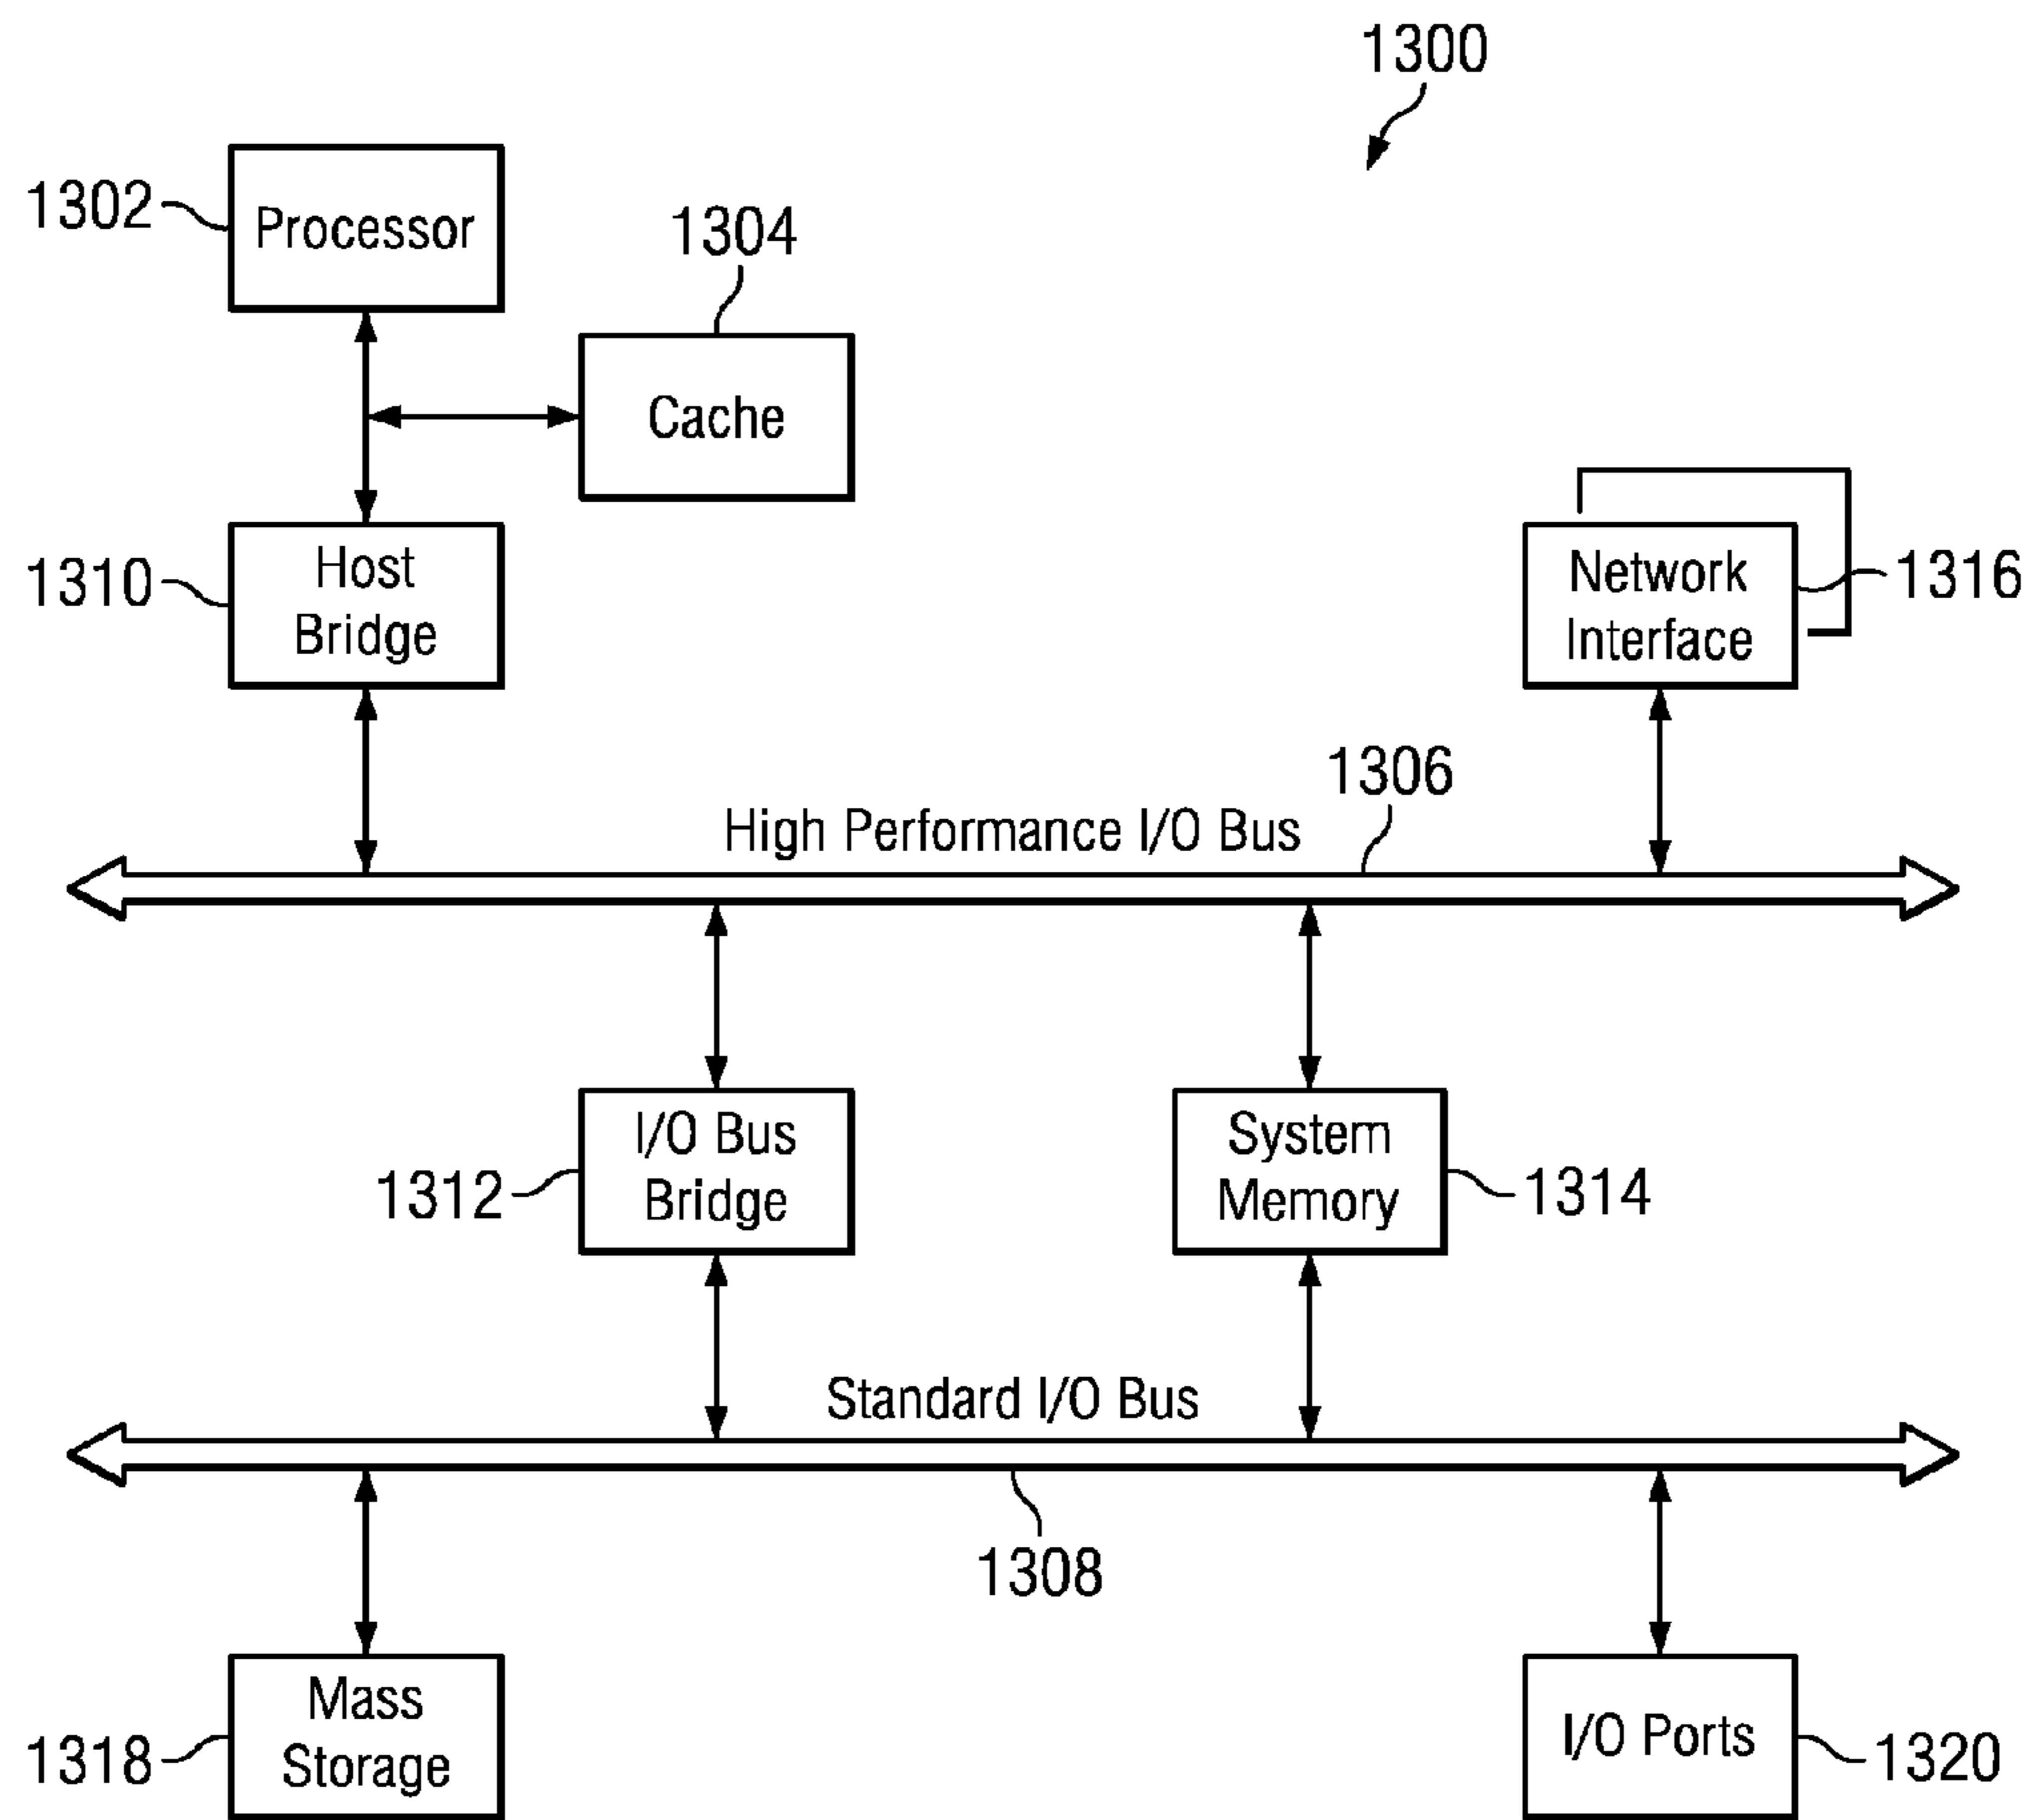 1300
1302
Processor
1304
Cache
1310
Host
Bridge
Network
Interface
1316
1306
High Performance I/O Bus
I/O Bus
Bridge
1312
System
Memory
1314
Standard I/O Bus
1308
Mass
Storage
1318
I/O Ports
1320